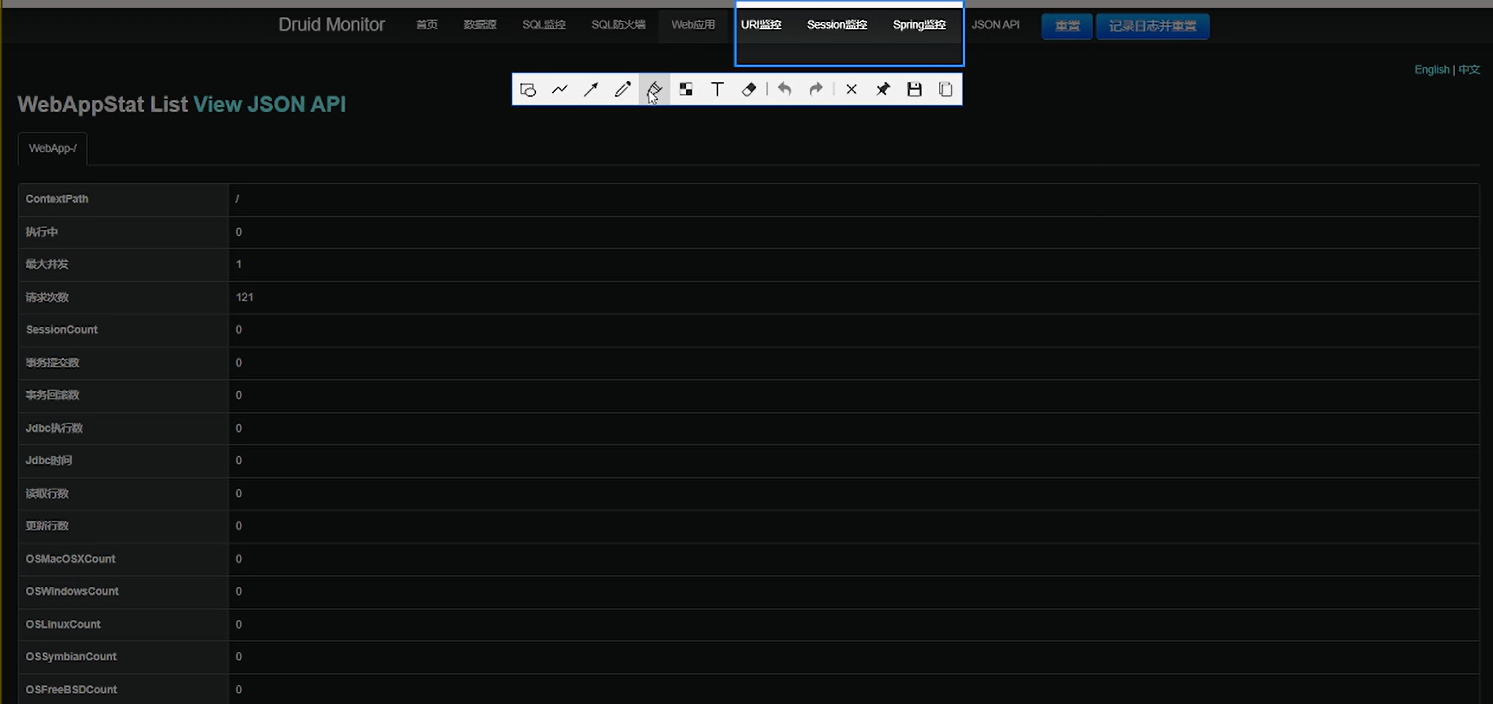 Druid Monitor 首页 数据源 SQL监控 SQL防火墙 Web应用 URI监控 Session监控 Spring监控 JSON API 重置 记录日志并重置
English | 中文
WebAppStat List View JSON API
WebApp-/
ContextPath /
执行中 0
最大并发 1
请求次数 121
SessionCount 0
事务提交数 0
事务回滚数 0
Jdbc执行数 0
Jdbc时间 0
读取行数 0
更新行数 0
OSMacOSXCount 0
OSWindowsCount 0
OSLinuxCount 0
OSSymbianCount 0
OSFreeBSDCount 0